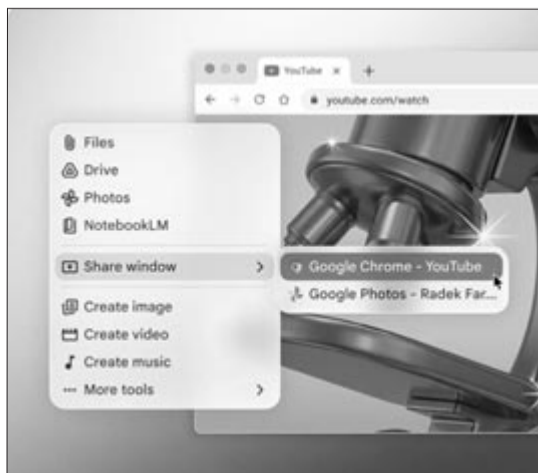 YouTube
youtube.com/watch
Files
Drive
Photos
NotebookLM
Share window
Google Chrome - YouTube
Google Photos - Radek Far...
Create image
Create video
Create music
More tools